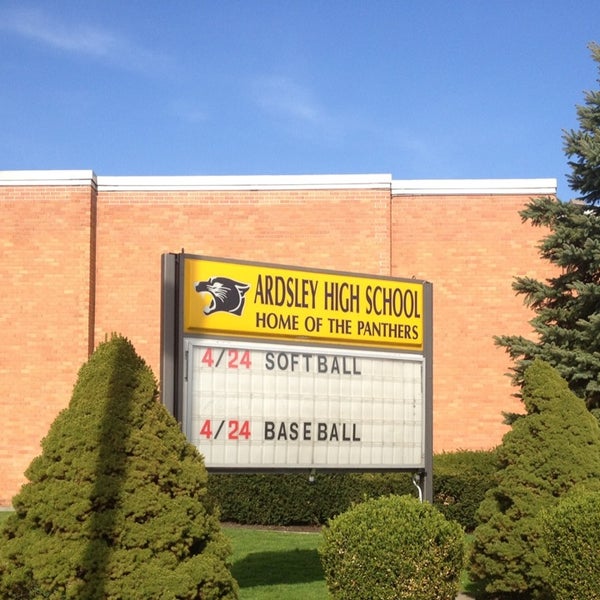 ARDSLEY HIGH SCHOOL
HOME OF THE PANTHERS
4/24 SOFTBALL
4/24 BASEBALL